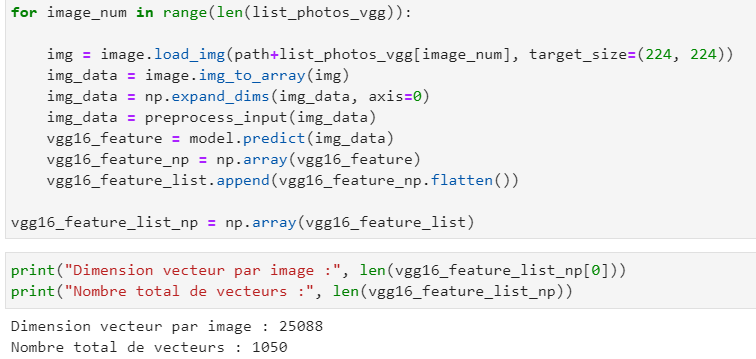 for image_num in range(len(list_photos_vgg)):
    img = image.load_img(path+list_photos_vgg[image_num], target_size=(224, 224))
    img_data = image.img_to_array(img)
    img_data = np.expand_dims(img_data, axis=0)
    img_data = preprocess_input(img_data)
    vgg16_feature = model.predict(img_data)
    vgg16_feature_np = np.array(vgg16_feature)
    vgg16_feature_list.append(vgg16_feature_np.flatten())
vgg16_feature_list_np = np.array(vgg16_feature_list)
print("Dimension vecteur par image :", len(vgg16_feature_list_np[0]))
print("Nombre total de vecteurs :", len(vgg16_feature_list_np))
Dimension vecteur par image : 25088
Nombre total de vecteurs : 1050